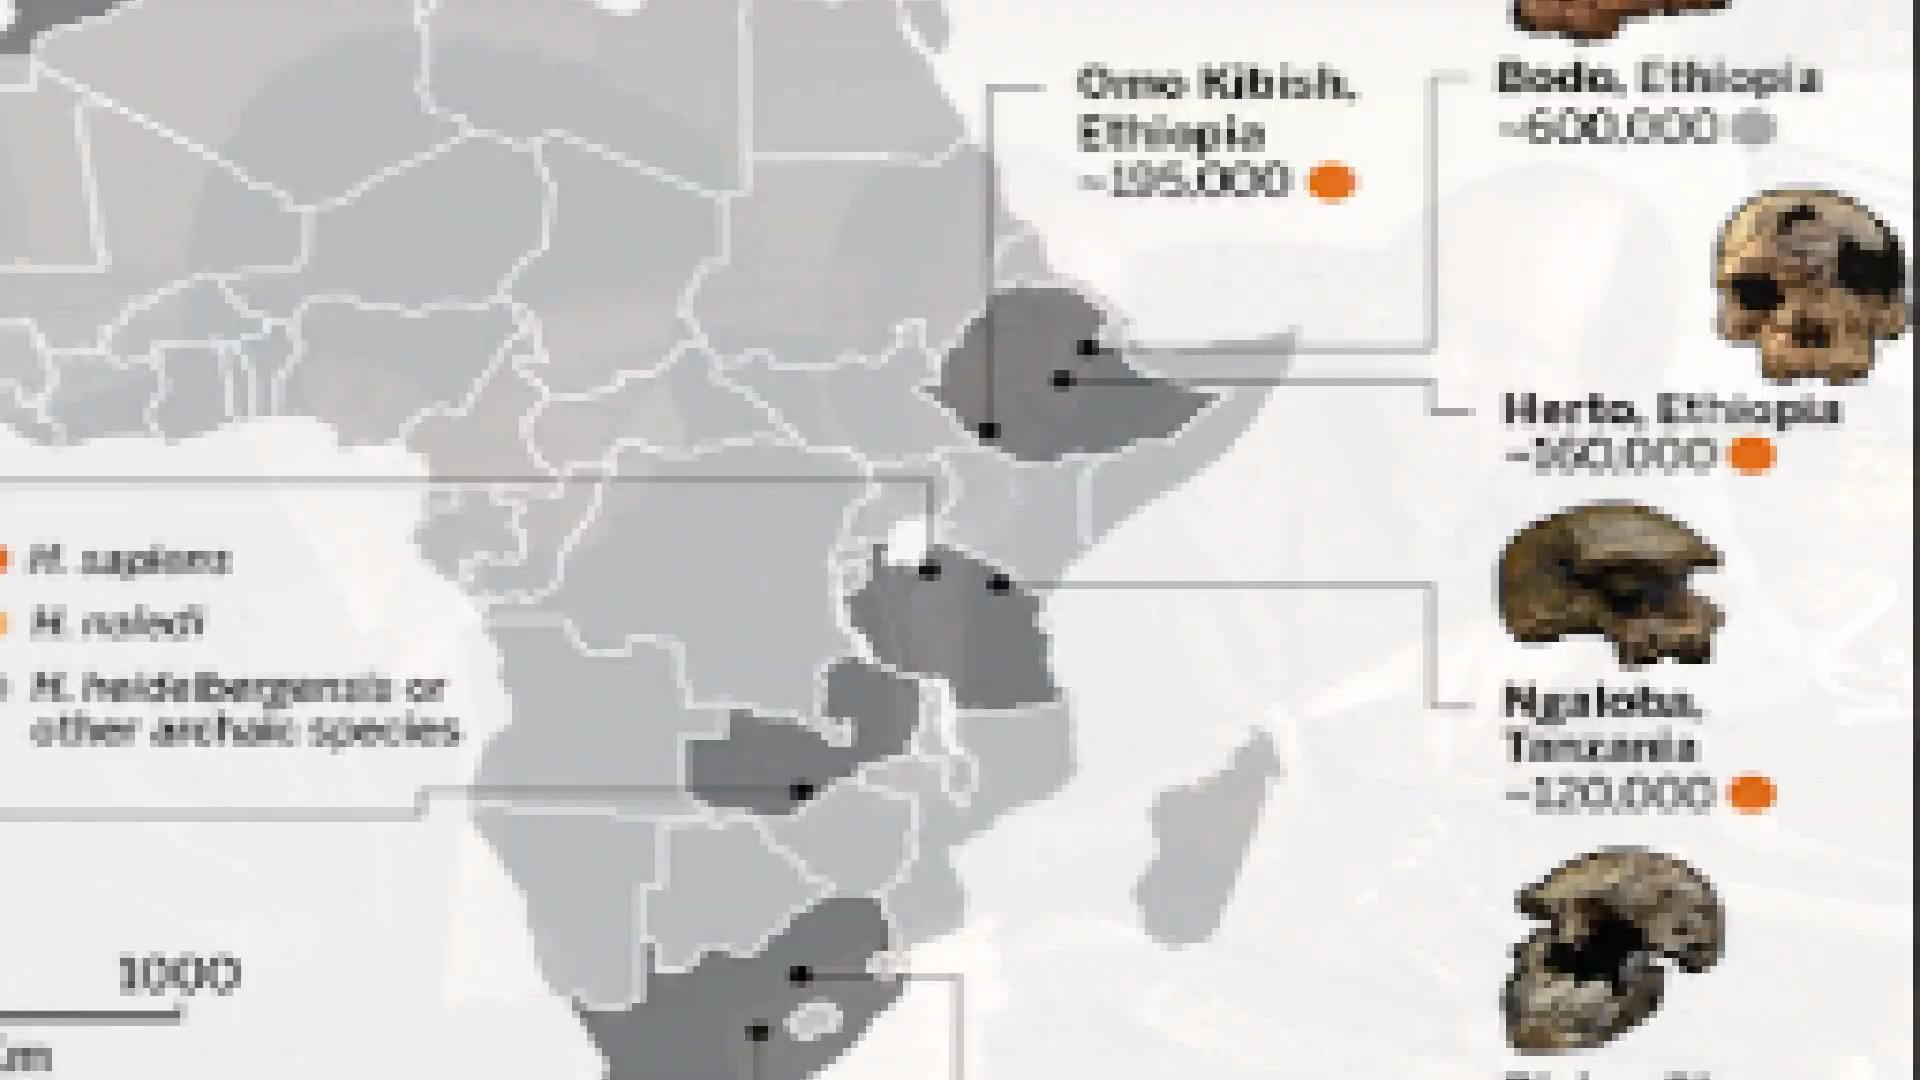 Omo Kibish,
Ethiopia
~195.000
Bodo, Ethiopia
~600.000
Herto, Ethiopia
~160.000
H. sapiens
H. naledi
H. heidelbergensis or
other archaic species
Ngaloba,
Tanzania
~120.000
1000